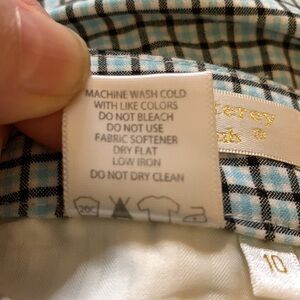 MACHINE WASH COLD
WITH LIKE COLORS
DO NOT BLEACH
DO NOT USE
FABRIC SOFTENER
DRY FLAT
LOW IRON
DO NOT DRY CLEAN
20C
10